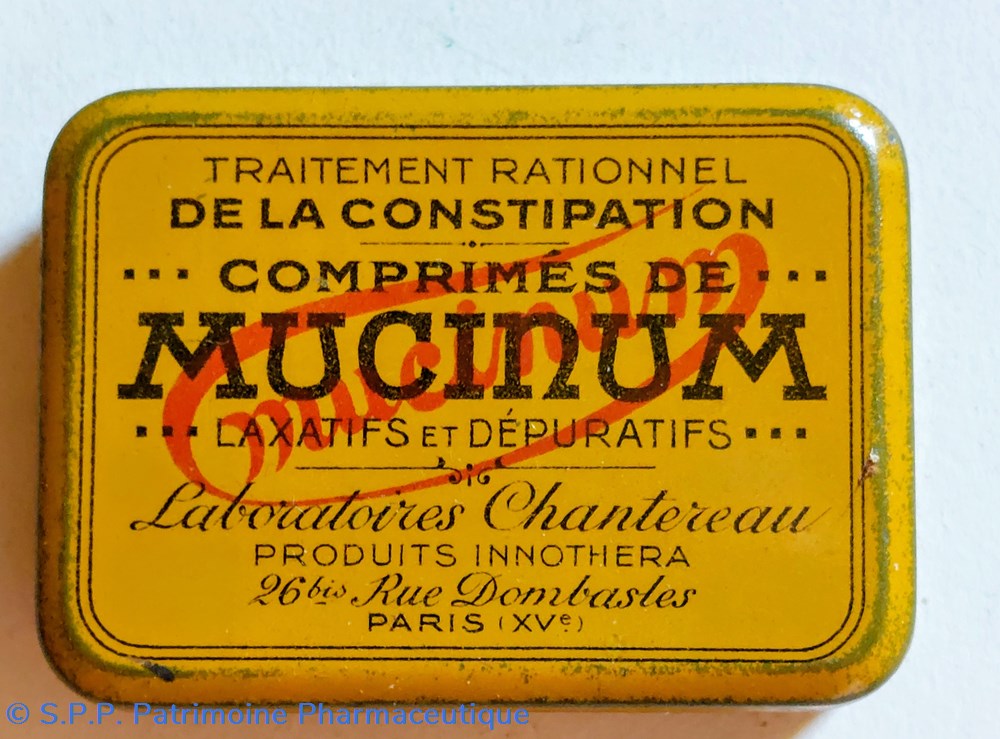 TRAITEMENT RATIONNEL
DE LA CONSTIPATION
COMPRIMÉS DE
MUCINUM
Mucinum
LAXATIFS ET DÉPURATIFS
Laboratoires Chantereau
PRODUITS INNOTHERA
26bis Rue Dombasles
PARIS (XVe)
© S.P.P. Patrimoine Pharmaceutique